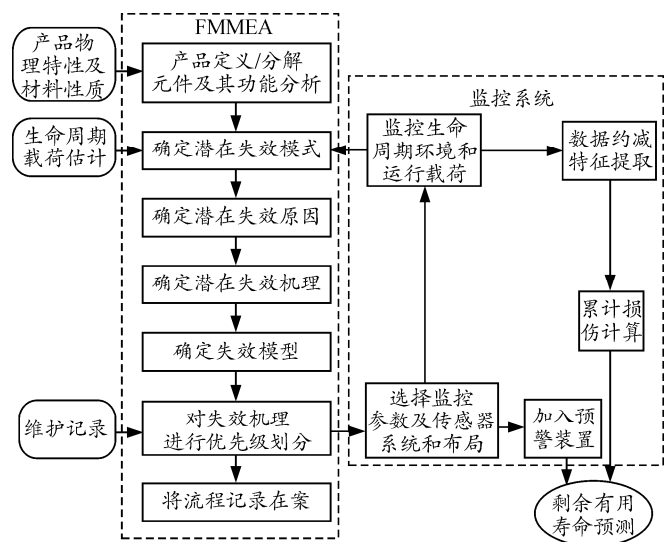 产品物
理特性及
材料性质
生命周期
载荷估计
维护记录
FMMEA
产品定义/分解
元件及其功能分析
确定潜在失效模式
确定潜在失效原因
确定潜在失效机理
确定失效模型
对失效机理
进行优先级划分
将流程记录在案
监控系统
监控生命
周期环境和
运行载荷
数据约减
特征提取
累计损
伤计算
选择监控
参数及传感器
系统和布局
加入预
警装置
剩余有用
寿命预测